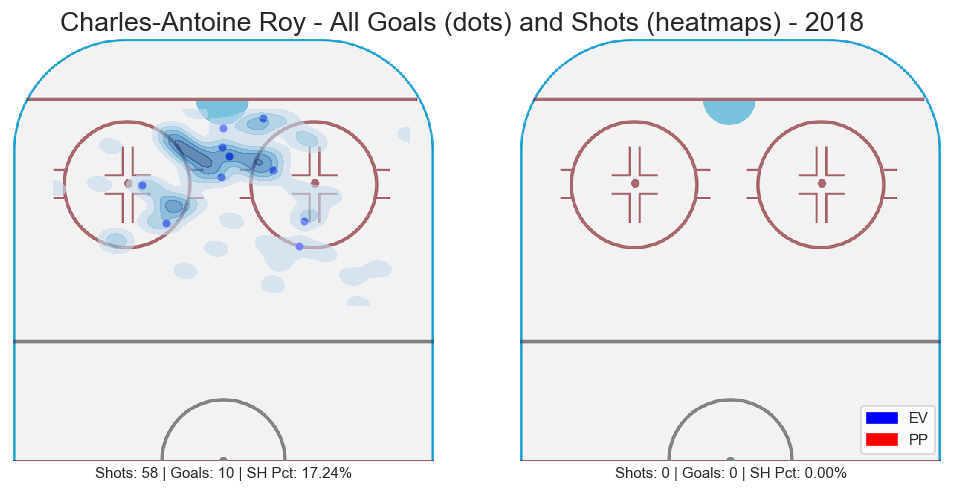 Charles-Antoine Roy - All Goals (dots) and Shots (heatmaps) - 2018
EV
PP
Shots: 58 | Goals: 10 | SH Pct: 17.24%
Shots: 0 | Goals: 0 | SH Pct: 0.00%